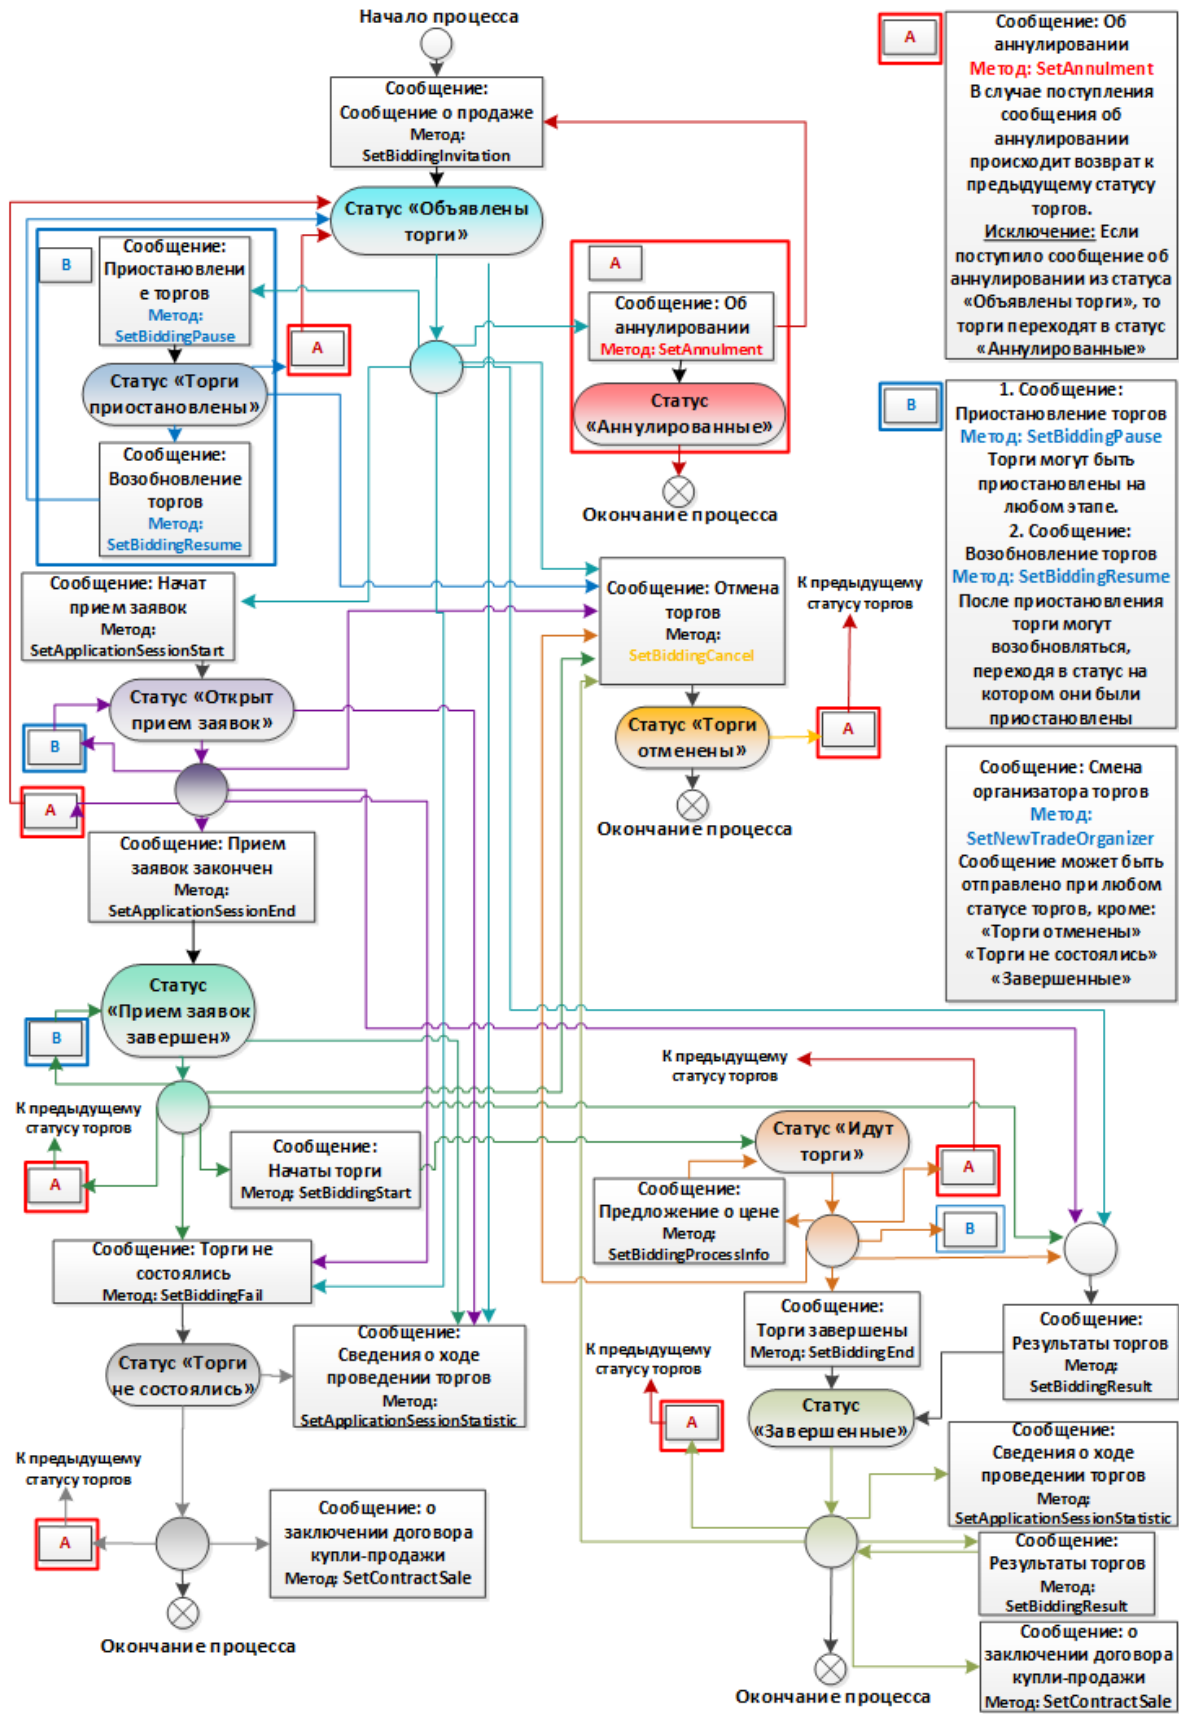 Начало процесса
Сообщение:
Сообщение о продаже
Метод:
SetBiddingInvitation
Статус «Объявлены
торги»
B
Сообщение:
Приостановлени
е торгов
Метод:
SetBiddingPause
Статус «Торги
приостановлены»
Сообщение:
Возобновление
торгов
Метод:
SetBiddingResume
A
A
Сообщение: Об
аннулировании
Метод: SetAnnulment
Статус
«Аннулированные»
Окончание процесса
A
Сообщение: Об
аннулировании
Метод: SetAnnulment
В случае поступления
сообщения об
аннулировании
происходит возврат к
предыдущему статусу
торгов.
Исключение: Если
поступило сообщение об
аннулировании из статуса
«Объявлены торги», то
торги переходят в статус
«Аннулированные»
B
1. Сообщение:
Приостановление торгов
Метод: SetBiddingPause
Торги могут быть
приостановлены на
любом этапе.
2. Сообщение:
Возобновление торгов
Метод: SetBiddingResume
После приостановления
торги могут
возобновляться,
переходя в статус на
котором они были
приостановлены
Сообщение: Смена
организатора торгов
Метод:
SetNewTradeOrganizer
Сообщение может быть
отправлено при любом
статусе торгов, кроме:
«Торги отменены»
«Торги не состоялись»
«Завершенные»
Сообщение: Начат
прием заявок
Метод:
SetApplicationSessionStart
Статус «Открыт
прием заявок»
B
A
Сообщение: Отмена
торгов
Метод:
SetBiddingCancel
К предыдущему
статусу торгов
Статус «Торги
отменены»
A
Окончание процесса
Сообщение: Прием
заявок закончен
Метод:
SetApplicationSessionEnd
Статус
«Прием заявок
завершен»
B
К предыдущему
статусу торгов
A
Сообщение:
Начаты торги
Метод: SetBiddingStart
К предыдущему
статусу торгов
Статус «Идут
торги»
A
Сообщение:
Предложение о цене
Метод:
SetBiddingProcessInfo
B
Сообщение: Торги не
состоялись
Метод: SetBiddingFail
Сообщение:
Торги завершены
Метод: SetBiddingEnd
Сообщение:
Результаты торгов
Метод:
SetBiddingResult
Статус «Торги
не состоялись»
Сообщение:
Сведения о ходе
проведении торгов
Метод:
SetApplicationSessionStatistic
К предыдущему
статусу торгов
A
Статус
«Завершенные»
Сообщение:
Сведения о ходе
проведении торгов
Метод:
SetApplicationSessionStatistic
К предыдущему
статусу торгов
A
Сообщение: о
заключении договора
купли-продажи
Метод: SetContractSale
Окончание процесса
Сообщение:
Результаты торгов
Метод:
SetBiddingResult
Сообщение: о
заключении договора
купли-продажи
Метод: SetContractSale
Окончание процесса